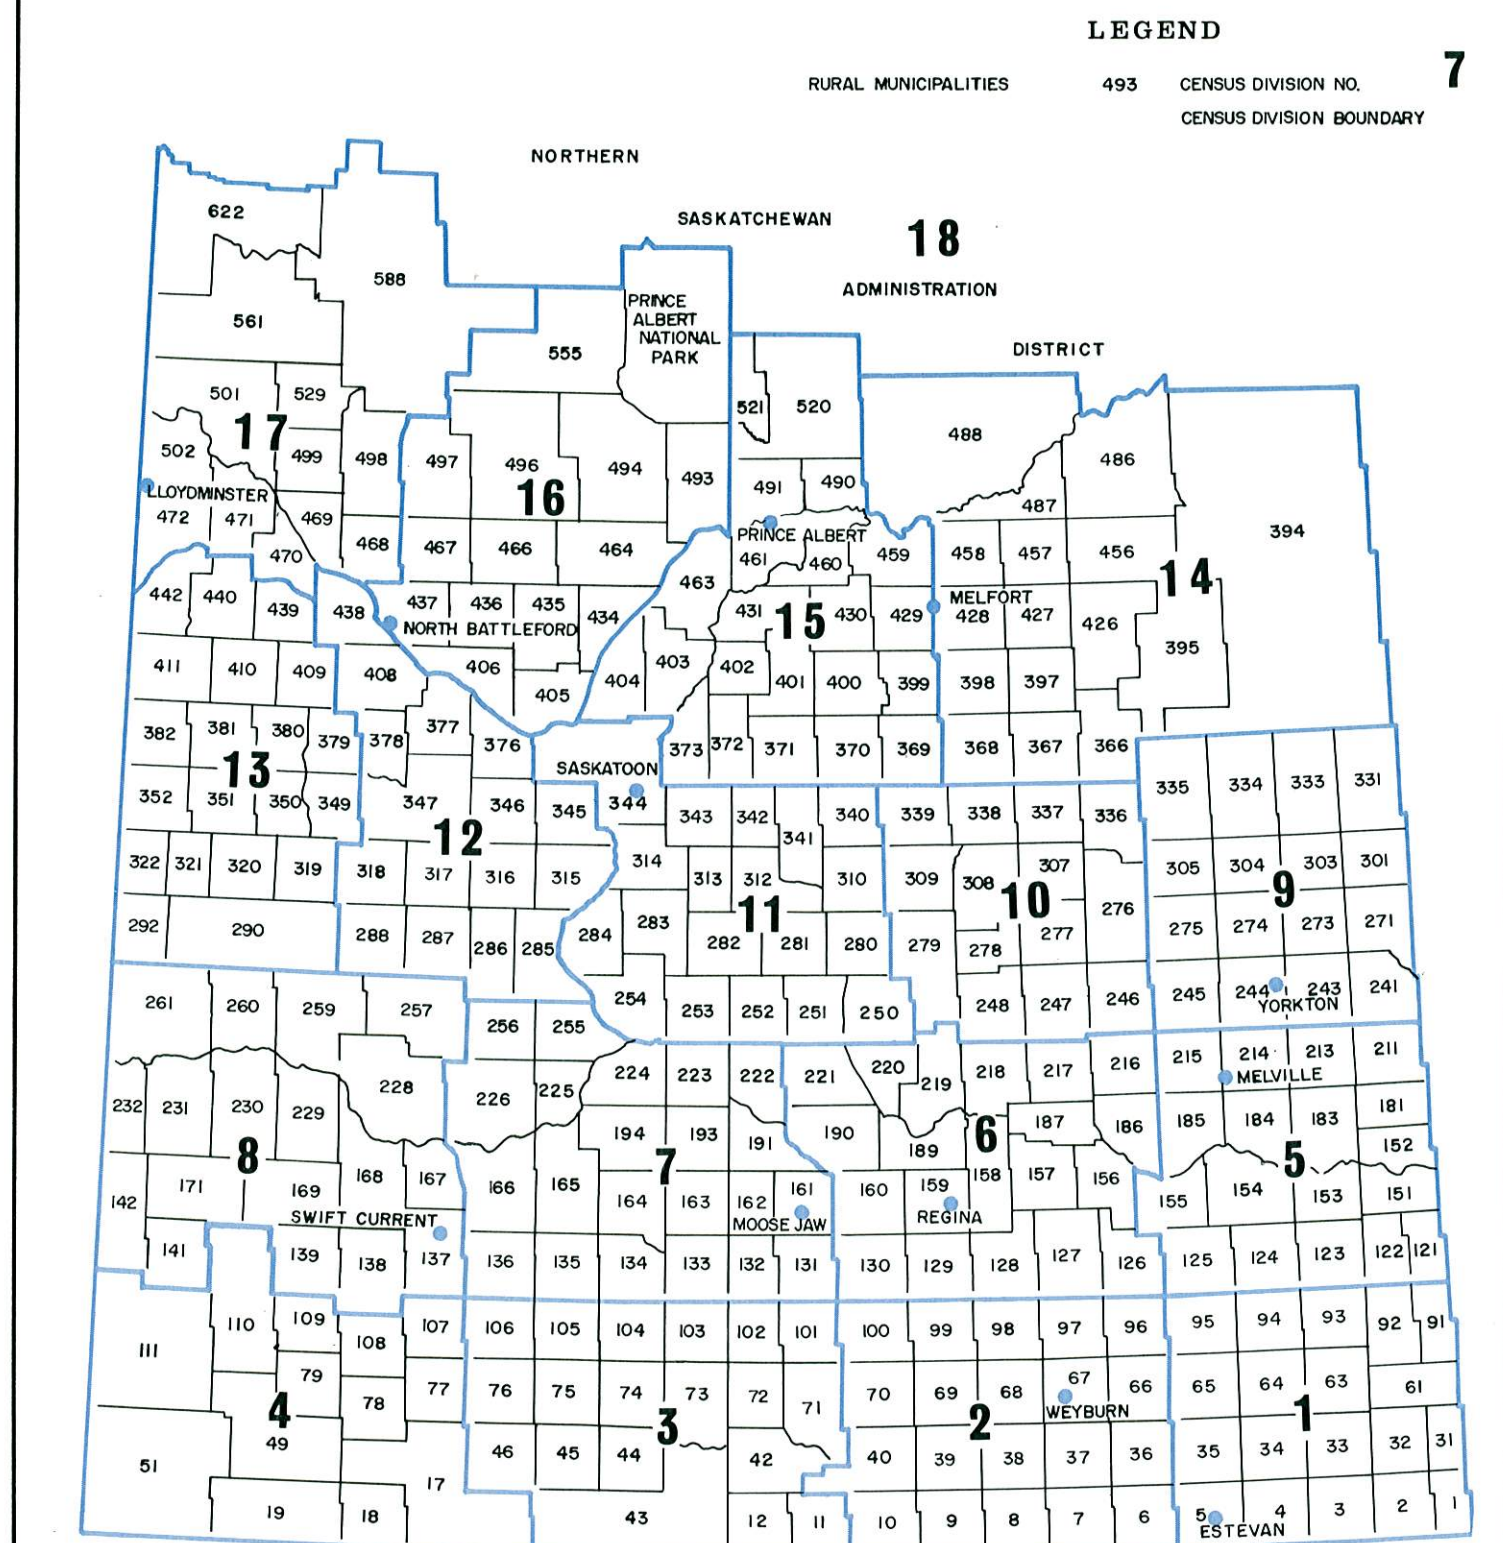 LEGEND
7
RURAL MUNICIPALITIES 493 CENSUS DIVISION NO.
CENSUS DIVISION BOUNDARY
NORTHERN
622
SASKATCHEWAN
18
588
ADMINISTRATION
PRINCE
ALBERT
NATIONAL
PARK
561
DISTRICT
555
501 529 521 520
17
488
502 499 498 497 496 494 493 491 490 486
LLOYDMINSTER
16
487
472 471 469
PRINCE ALBERT
394
470 468 467 466 464 461 460 459 458 457 456
14
463
442 440 439 438 437 436 435 434 431
15
430 429
MELFORT
428 427 426
NORTH BATTLEFORD
395
411 410 409 408 406 405 404 403 402 401 400 399 398 397
382 381 380 379 378 377 376 373 372 371 370 369 368 367 366
13
SASKATOON
335 334 333 331
352 351 350 349 347 346 345 344 343 342 341 340 339 338 337 336
12
322 321 320 319 318 317 316 315 314 313 312 310 309 308 307 305 304 303 301
11
10
9
276
292 290 288 287 286 285 284 283 282 281 280 279 278 277 275 274 273 271
261 260 259 257 254 253 252 251 250 248 247 246 245 244 243 241
YORKTON
256 255
228 226 225 224 223 222 221 220 219 218 217 216 215 214 213 211
MELVILLE
232 231 230 229 194 193 191 190 189 187 186 185 184 183 181
8
7
6
5
152
142 171 169 168 167 166 165 164 163 162 161 160 159 158 157 156 155 154 153 151
SWIFT CURRENT
MOOSE JAW
REGINA
141 139 138 137 136 135 134 133 132 131 130 129 128 127 126 125 124 123 122 121
111 110 109 108 107 106 105 104 103 102 101 100 99 98 97 96 95 94 93 92 91
79 78 77 76 75 74 73 72 71 70 69 68 67 66 65 64 63 61
WEYBURN
4
3
2
1
51 49 46 45 44 42 40 39 38 37 36 35 34 33 32 31
19 18 17 43 12 11 10 9 8 7 6 5 4 3 2 1
ESTEVAN